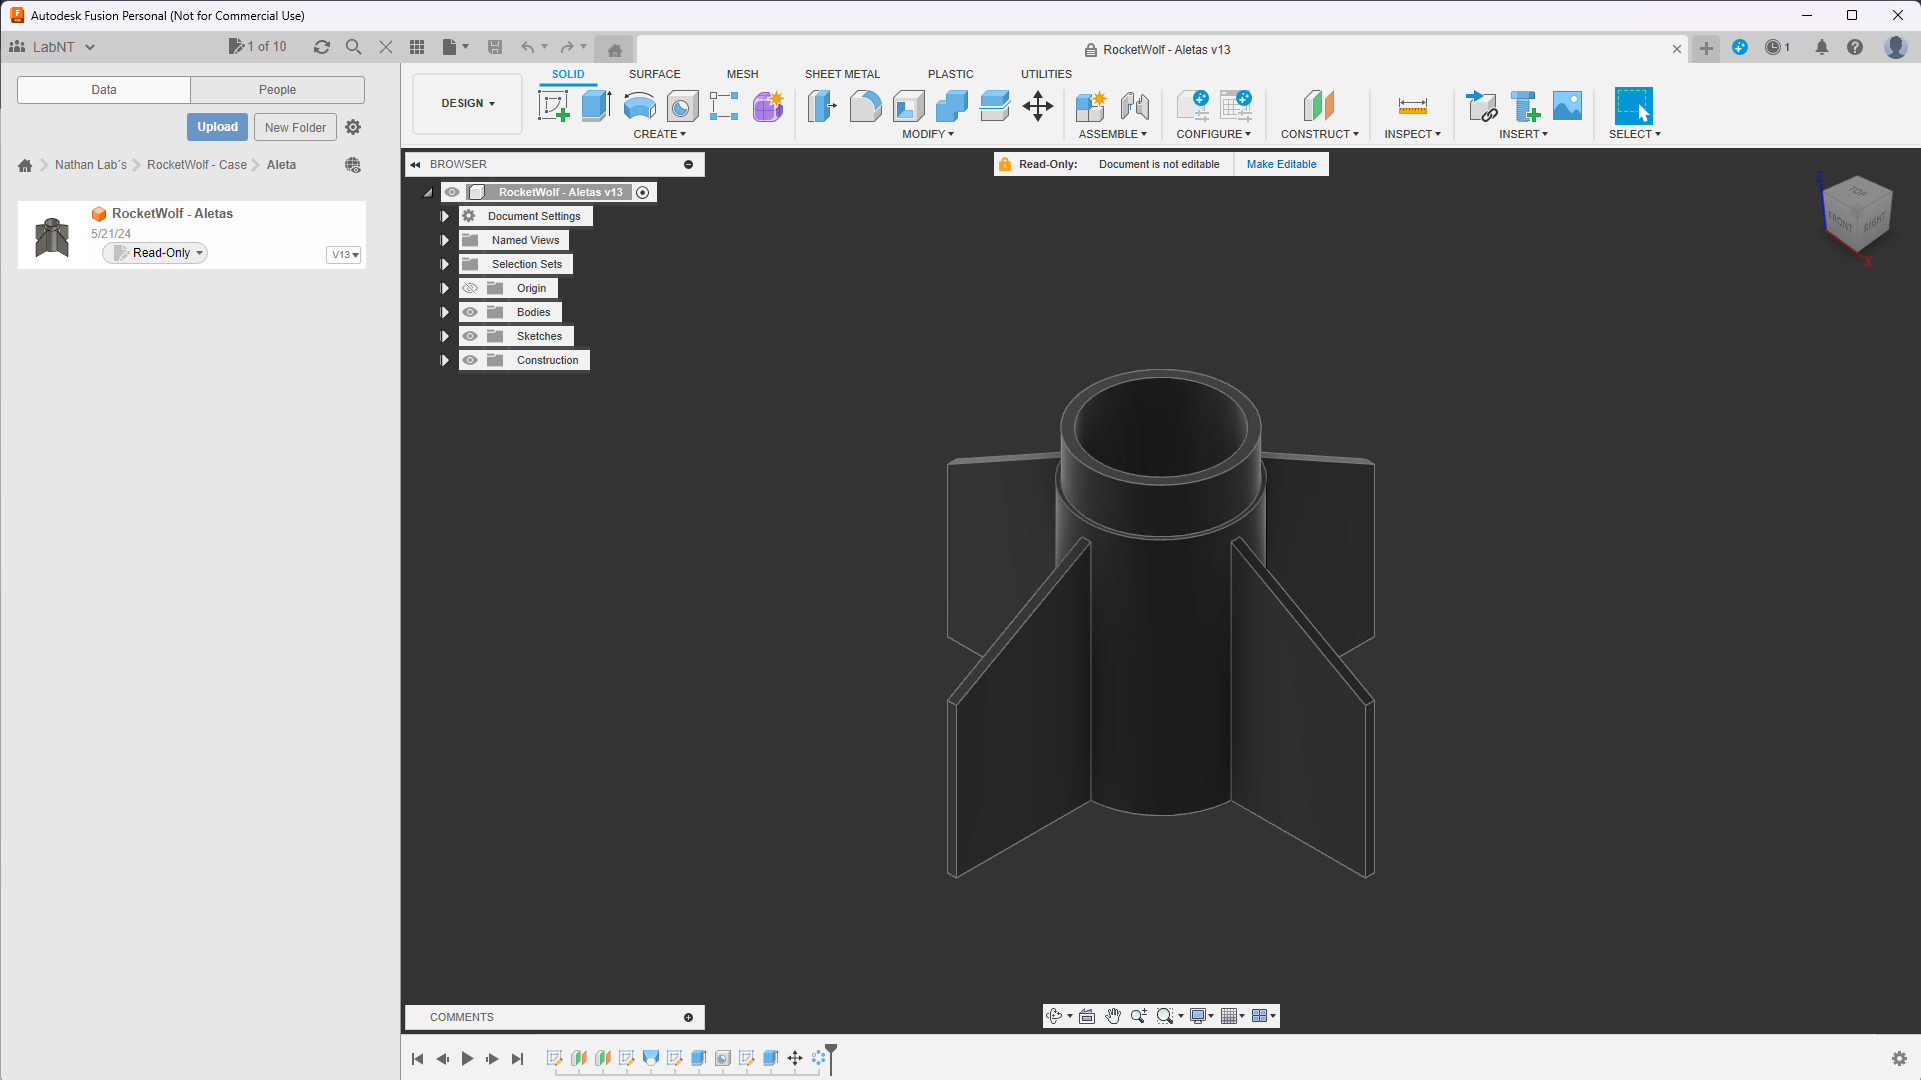 Autodesk Fusion Personal (Not for Commercial Use)
LabNT
1 of 10
RocketWolf - Aletas v13
1
Data
People
Upload
New Folder
Nathan Lab´s
RocketWolf - Case
Aleta
RocketWolf - Aletas
5/21/24
Read-Only
V13
DESIGN
SOLID
SURFACE
MESH
SHEET METAL
PLASTIC
UTILITIES
CREATE
MODIFY
ASSEMBLE
CONFIGURE
CONSTRUCT
INSPECT
INSERT
SELECT
BROWSER
Read-Only:
Document is not editable
Make Editable
RocketWolf - Aletas v13
Document Settings
Named Views
Selection Sets
Origin
Bodies
Sketches
Construction
Z
TOP
FRONT
RIGHT
X
COMMENTS